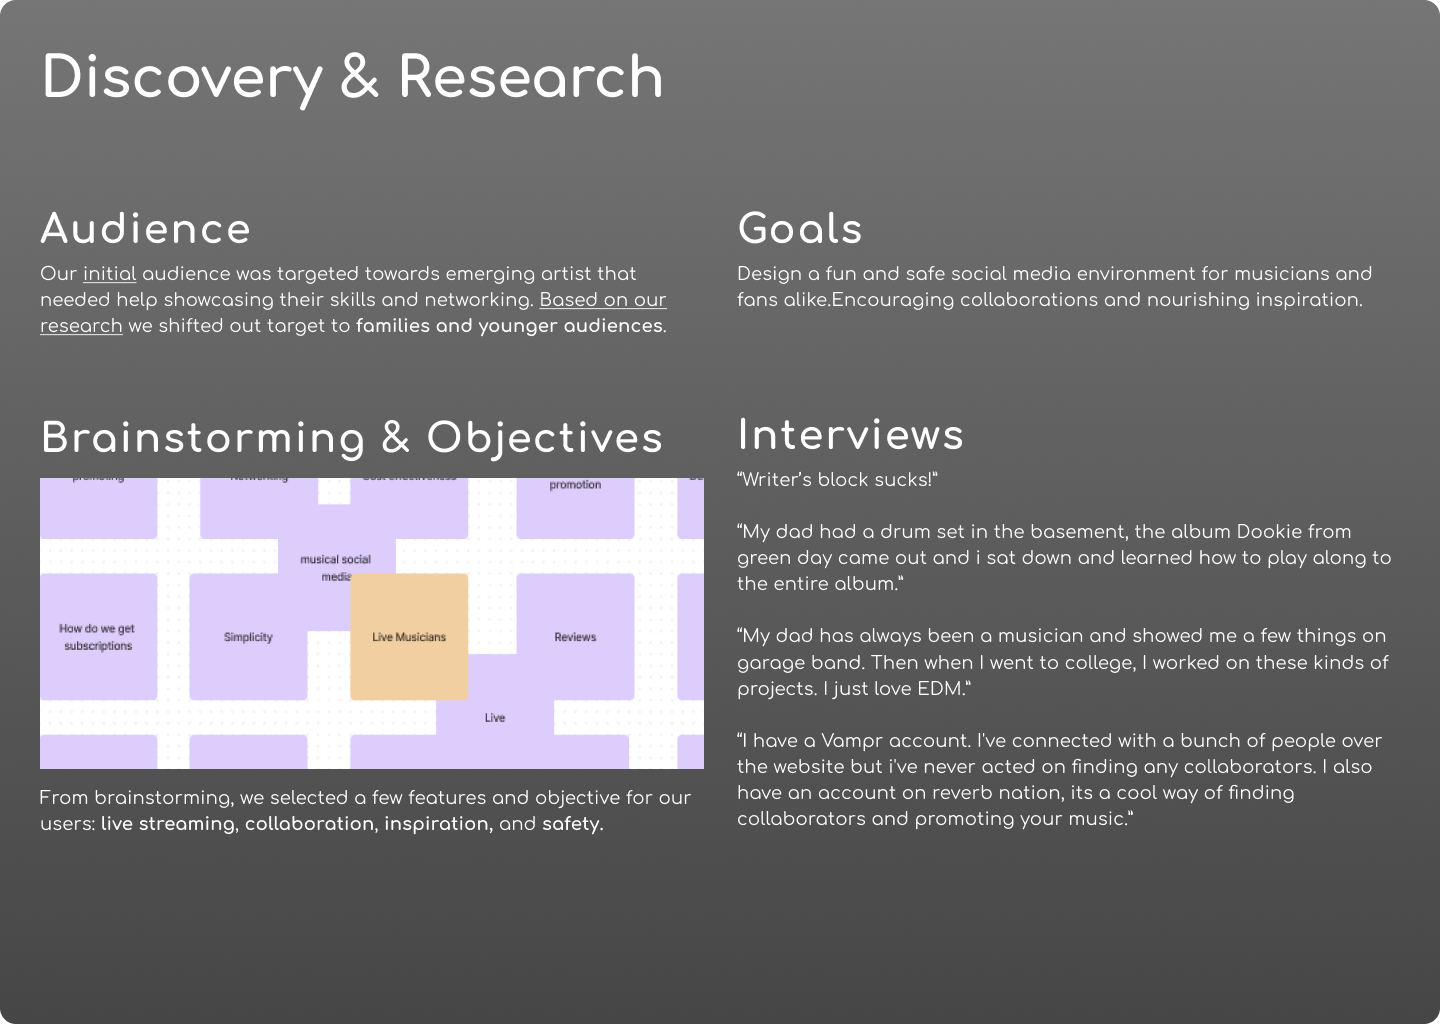 Discovery & Research
Audience
Our initial audience was targeted towards emerging artist that
needed help showcasing their skills and networking. Based on our
research we shifted out target to families and younger audiences.
Goals
Design a fun and safe social media environment for musicians and
fans alike.Encouraging collaborations and nourishing inspiration.
Brainstorming & Objectives
promoting
Networking
Cost effectiveness
promotion
musical social
media
How do we get
subscriptions
Simplicity
Live Musicians
Reviews
Live
From brainstorming, we selected a few features and objective for our
users: live streaming, collaboration, inspiration, and safety.
Interviews
“Writer’s block sucks!”
“My dad had a drum set in the basement, the album Dookie from
green day came out and i sat down and learned how to play along to
the entire album.”
“My dad has always been a musician and showed me a few things on
garage band. Then when I went to college, I worked on these kinds of
projects. I just love EDM.”
“I have a Vampr account. I've connected with a bunch of people over
the website but i've never acted on finding any collaborators. I also
have an account on reverb nation, its a cool way of finding
collaborators and promoting your music.”